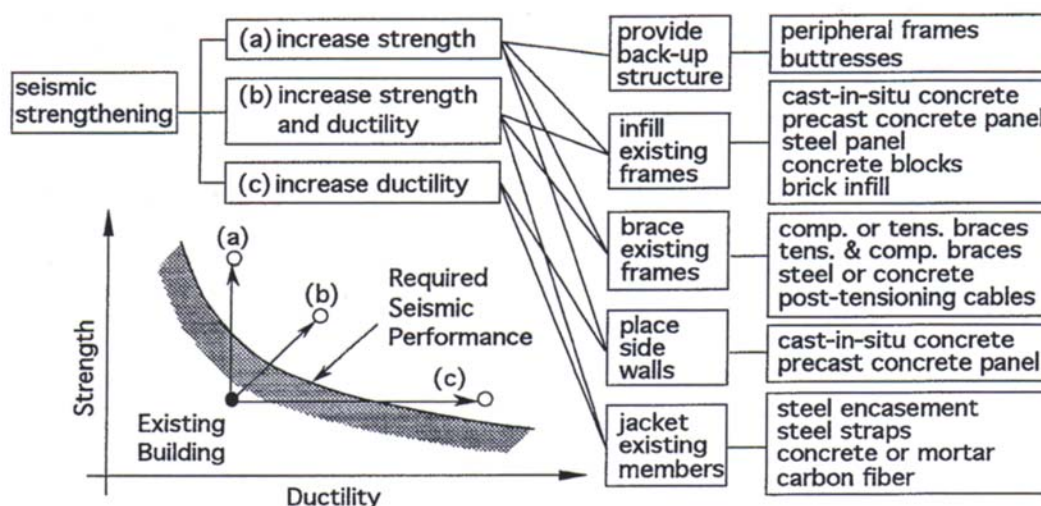 seismic
strengthening
(a) increase strength
(b) increase strength
and ductility
(c) increase ductility
provide
back-up
structure
peripheral frames
buttresses
infill
existing
frames
cast-in-situ concrete
precast concrete panel
steel panel
concrete blocks
brick infill
brace
existing
frames
comp. or tens. braces
tens. & comp. braces
steel or concrete
post-tensioning cables
place
side
walls
cast-in-situ concrete
precast concrete panel
jacket
existing
members
steel encasement
steel straps
concrete or mortar
carbon fiber
Strength
(a)
(b)
(c)
Required
Seismic
Performance
Existing
Building
Ductility